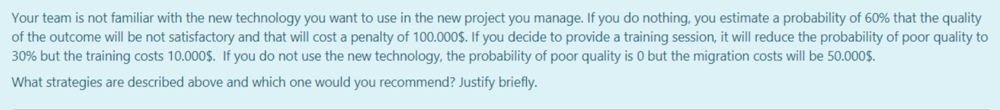 Your team is not familiar with the new technology you want to use in the new project you manage. If you do nothing, you estimate a probability of 60% that the quality
of the outcome will be not satisfactory and that will cost a penalty of 100.000$. If you decide to provide a training session, it will reduce the probability of poor quality to
30% but the training costs 10.000$.  If you do not use the new technology, the probability of poor quality is 0 but the migration costs will be 50.000$.
What strategies are described above and which one would you recommend? Justify briefly.